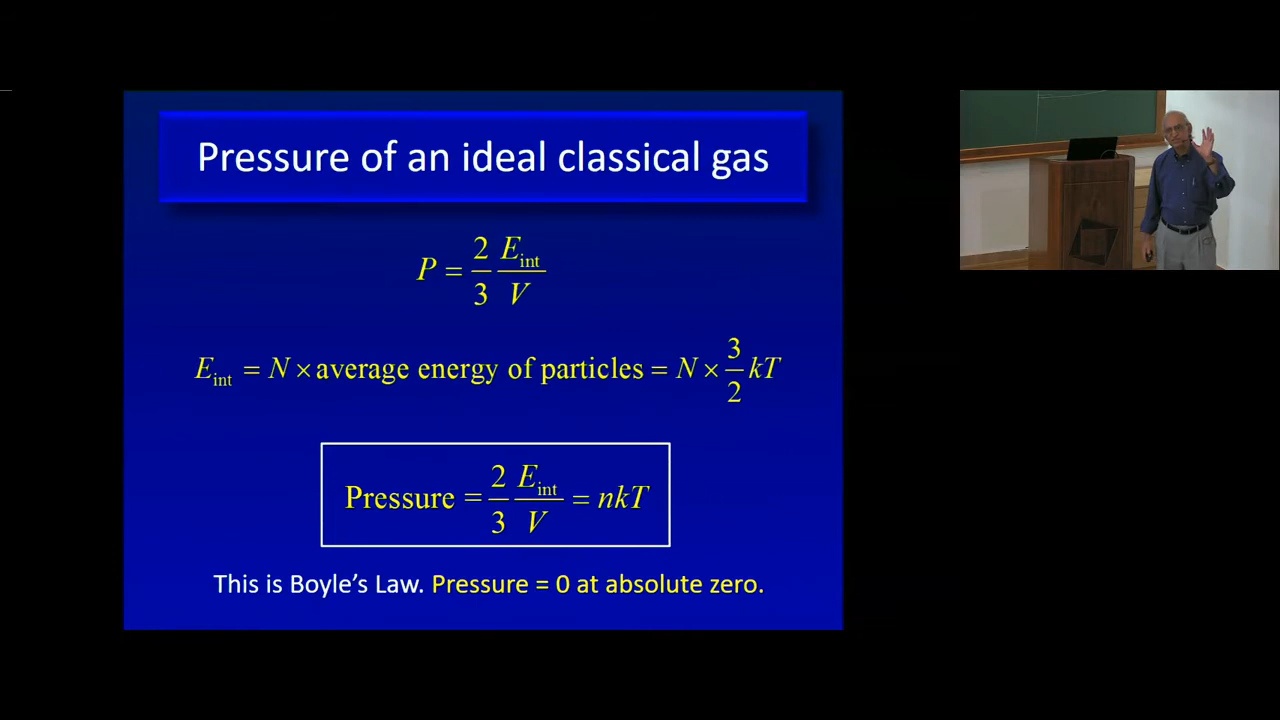 Pressure of an ideal classical gas
P = 2/3 E_int/V
E_int = N × average energy of particles = N × 3/2 kT
Pressure = 2/3 E_int/V = nkT
This is Boyle's Law. Pressure = 0 at absolute zero.